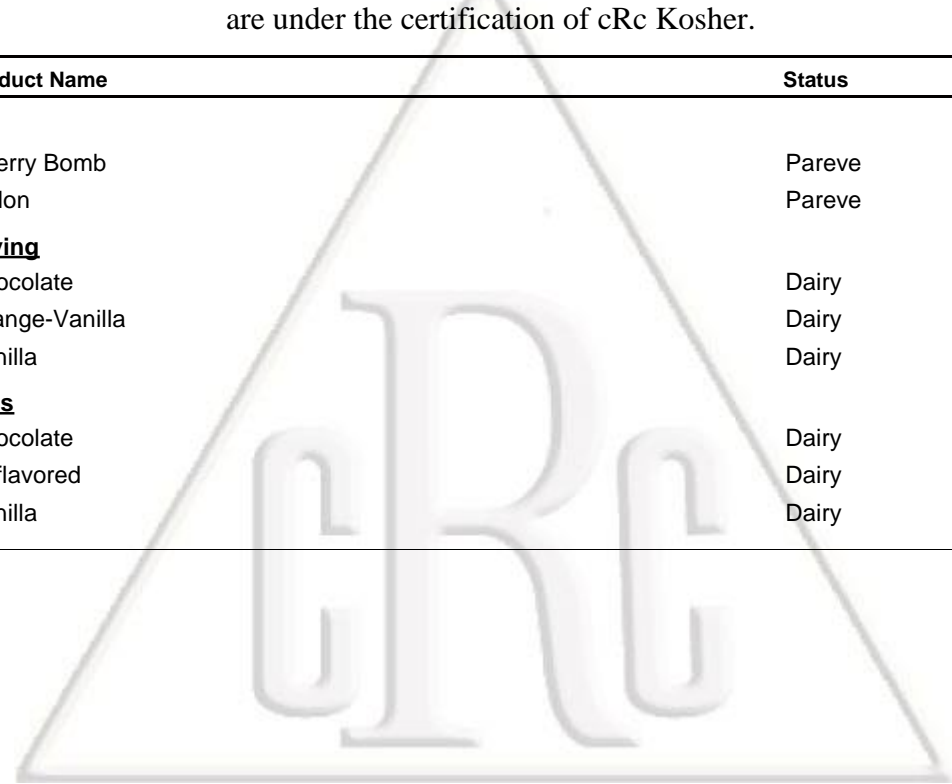 are under the certification of cRc Kosher.
duct Name Status
erry Bomb Pareve
lon Pareve
ving
ocolate Dairy
ange-Vanilla Dairy
nilla Dairy
s
ocolate Dairy
flavored Dairy
nilla Dairy
cRc